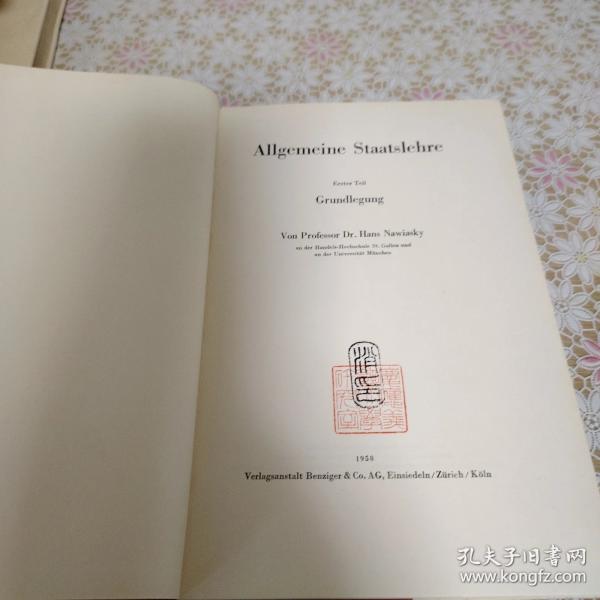 Allgemeine Staatslehre
Erster Teil
Grundlegung
Von Professor Dr. Hans Nawiasky
an der Handels-Hochschule St. Gallen und
an der Universität München
1958
Verlagsanstalt Benziger & Co. AG, Einsiedeln/Zürich/Köln
孔夫子旧书网
www.kongfz.com